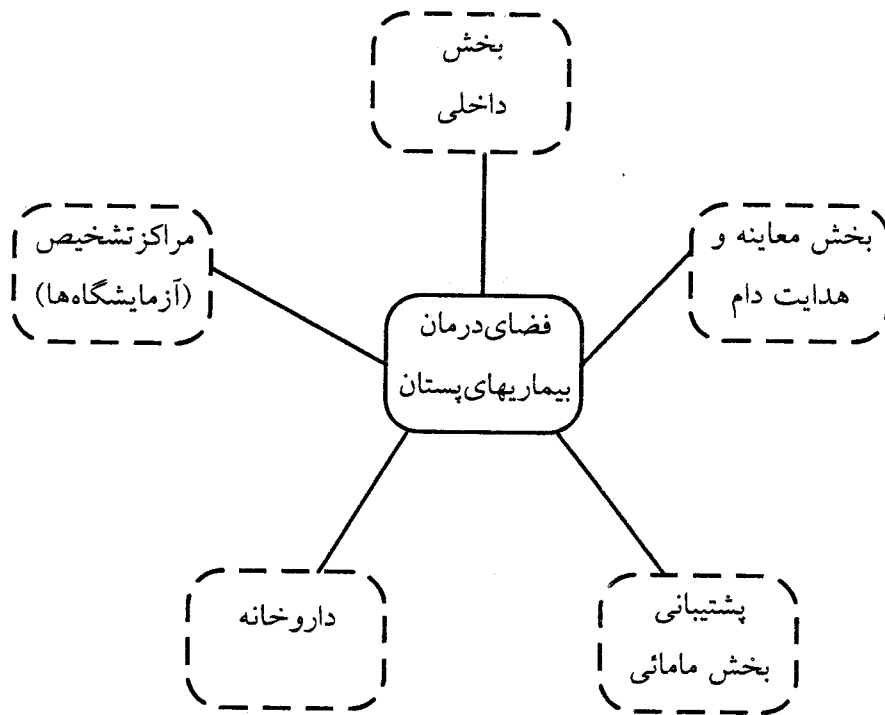 بخش
داخلی
بخش معاینه و
هدایت دام
مراکز تشخیص
(آزمایشگاه‌ها)
فضای درمان
بیماریهای پستان
داروخانه
پشتیبانی
بخش مامائی